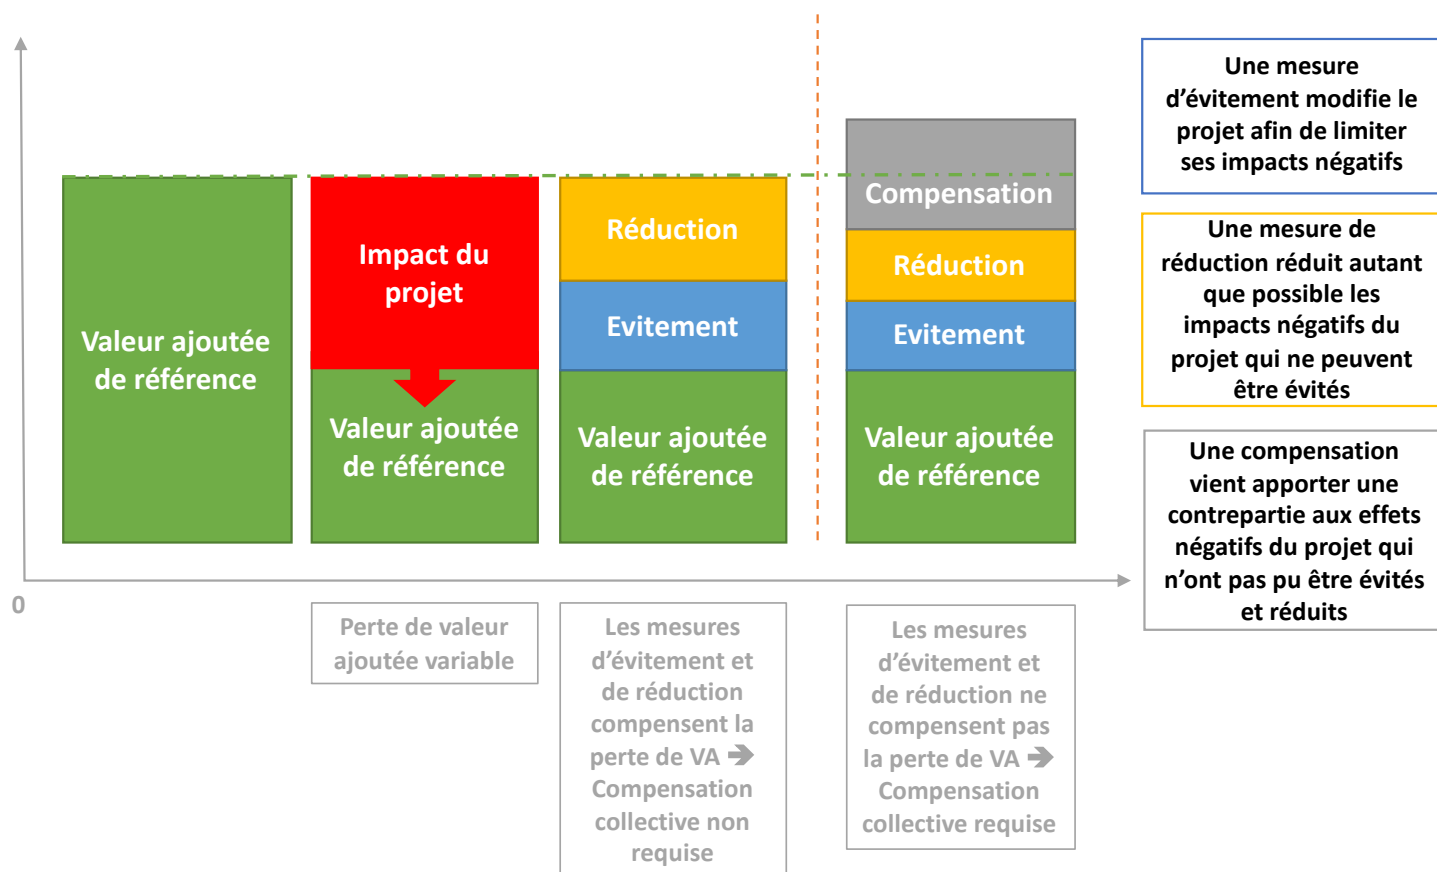 Valeur ajoutée
de référence
Impact du
projet
Valeur ajoutée
de référence
Réduction
Evitement
Valeur ajoutée
de référence
Compensation
Réduction
Evitement
Valeur ajoutée
de référence
0
Perte de valeur
ajoutée variable
Les mesures
d’évitement et
de réduction
compensent la
perte de VA ➔
Compensation
collective non
requise
Les mesures
d’évitement et
de réduction ne
compensent pas
la perte de VA ➔
Compensation
collective requise
Une mesure
d’évitement modifie le
projet afin de limiter
ses impacts négatifs
Une mesure de
réduction réduit autant
que possible les
impacts négatifs du
projet qui ne peuvent
être évités
Une compensation
vient apporter une
contrepartie aux effets
négatifs du projet qui
n’ont pas pu être évités
et réduits